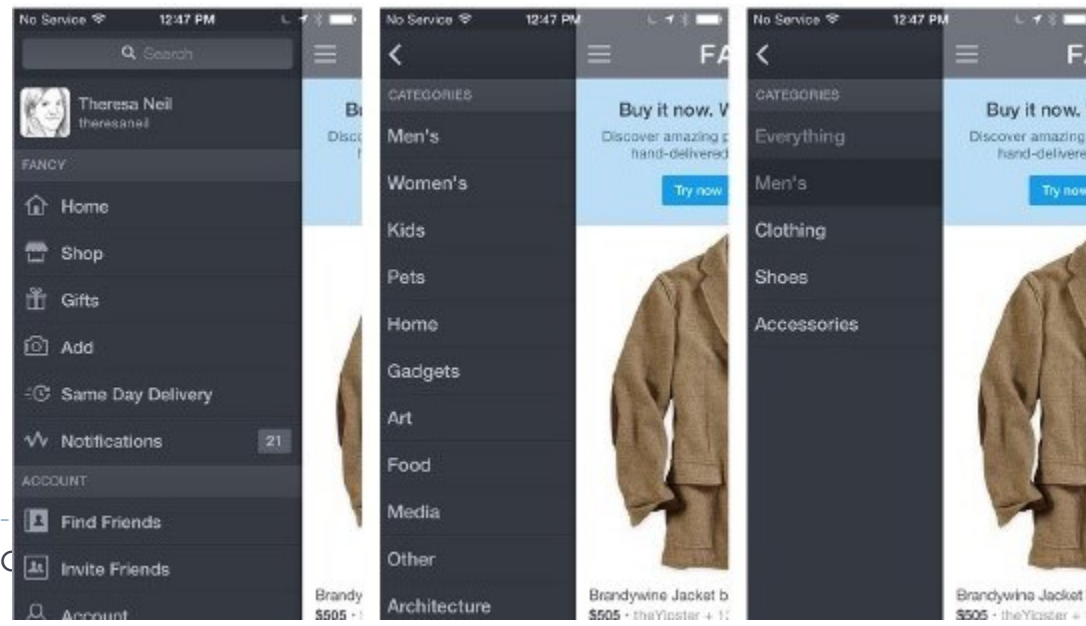 No Service 12:47 PM
Search
Theresa Neil
theresaneil
FANCY
Home
Shop
Gifts
Add
Same Day Delivery
Notifications 21
ACCOUNT
Find Friends
Invite Friends
Account
Disc
Brandy
$505 ·
No Service 12:47 PM
FA
CATEGORIES
Men's
Women's
Kids
Pets
Home
Gadgets
Art
Food
Media
Other
Architecture
Buy it now. W
Discover amazing p
hand-delivered
Try now
Brandywine Jacket b
$505 · theYipster + 1
No Service 12:47 PM
F
CATEGORIES
Everything
Men's
Clothing
Shoes
Accessories
Buy it now.
Discover amazing
hand-delivere
Try now
Brandywine Jacket
$505 · theYipster +